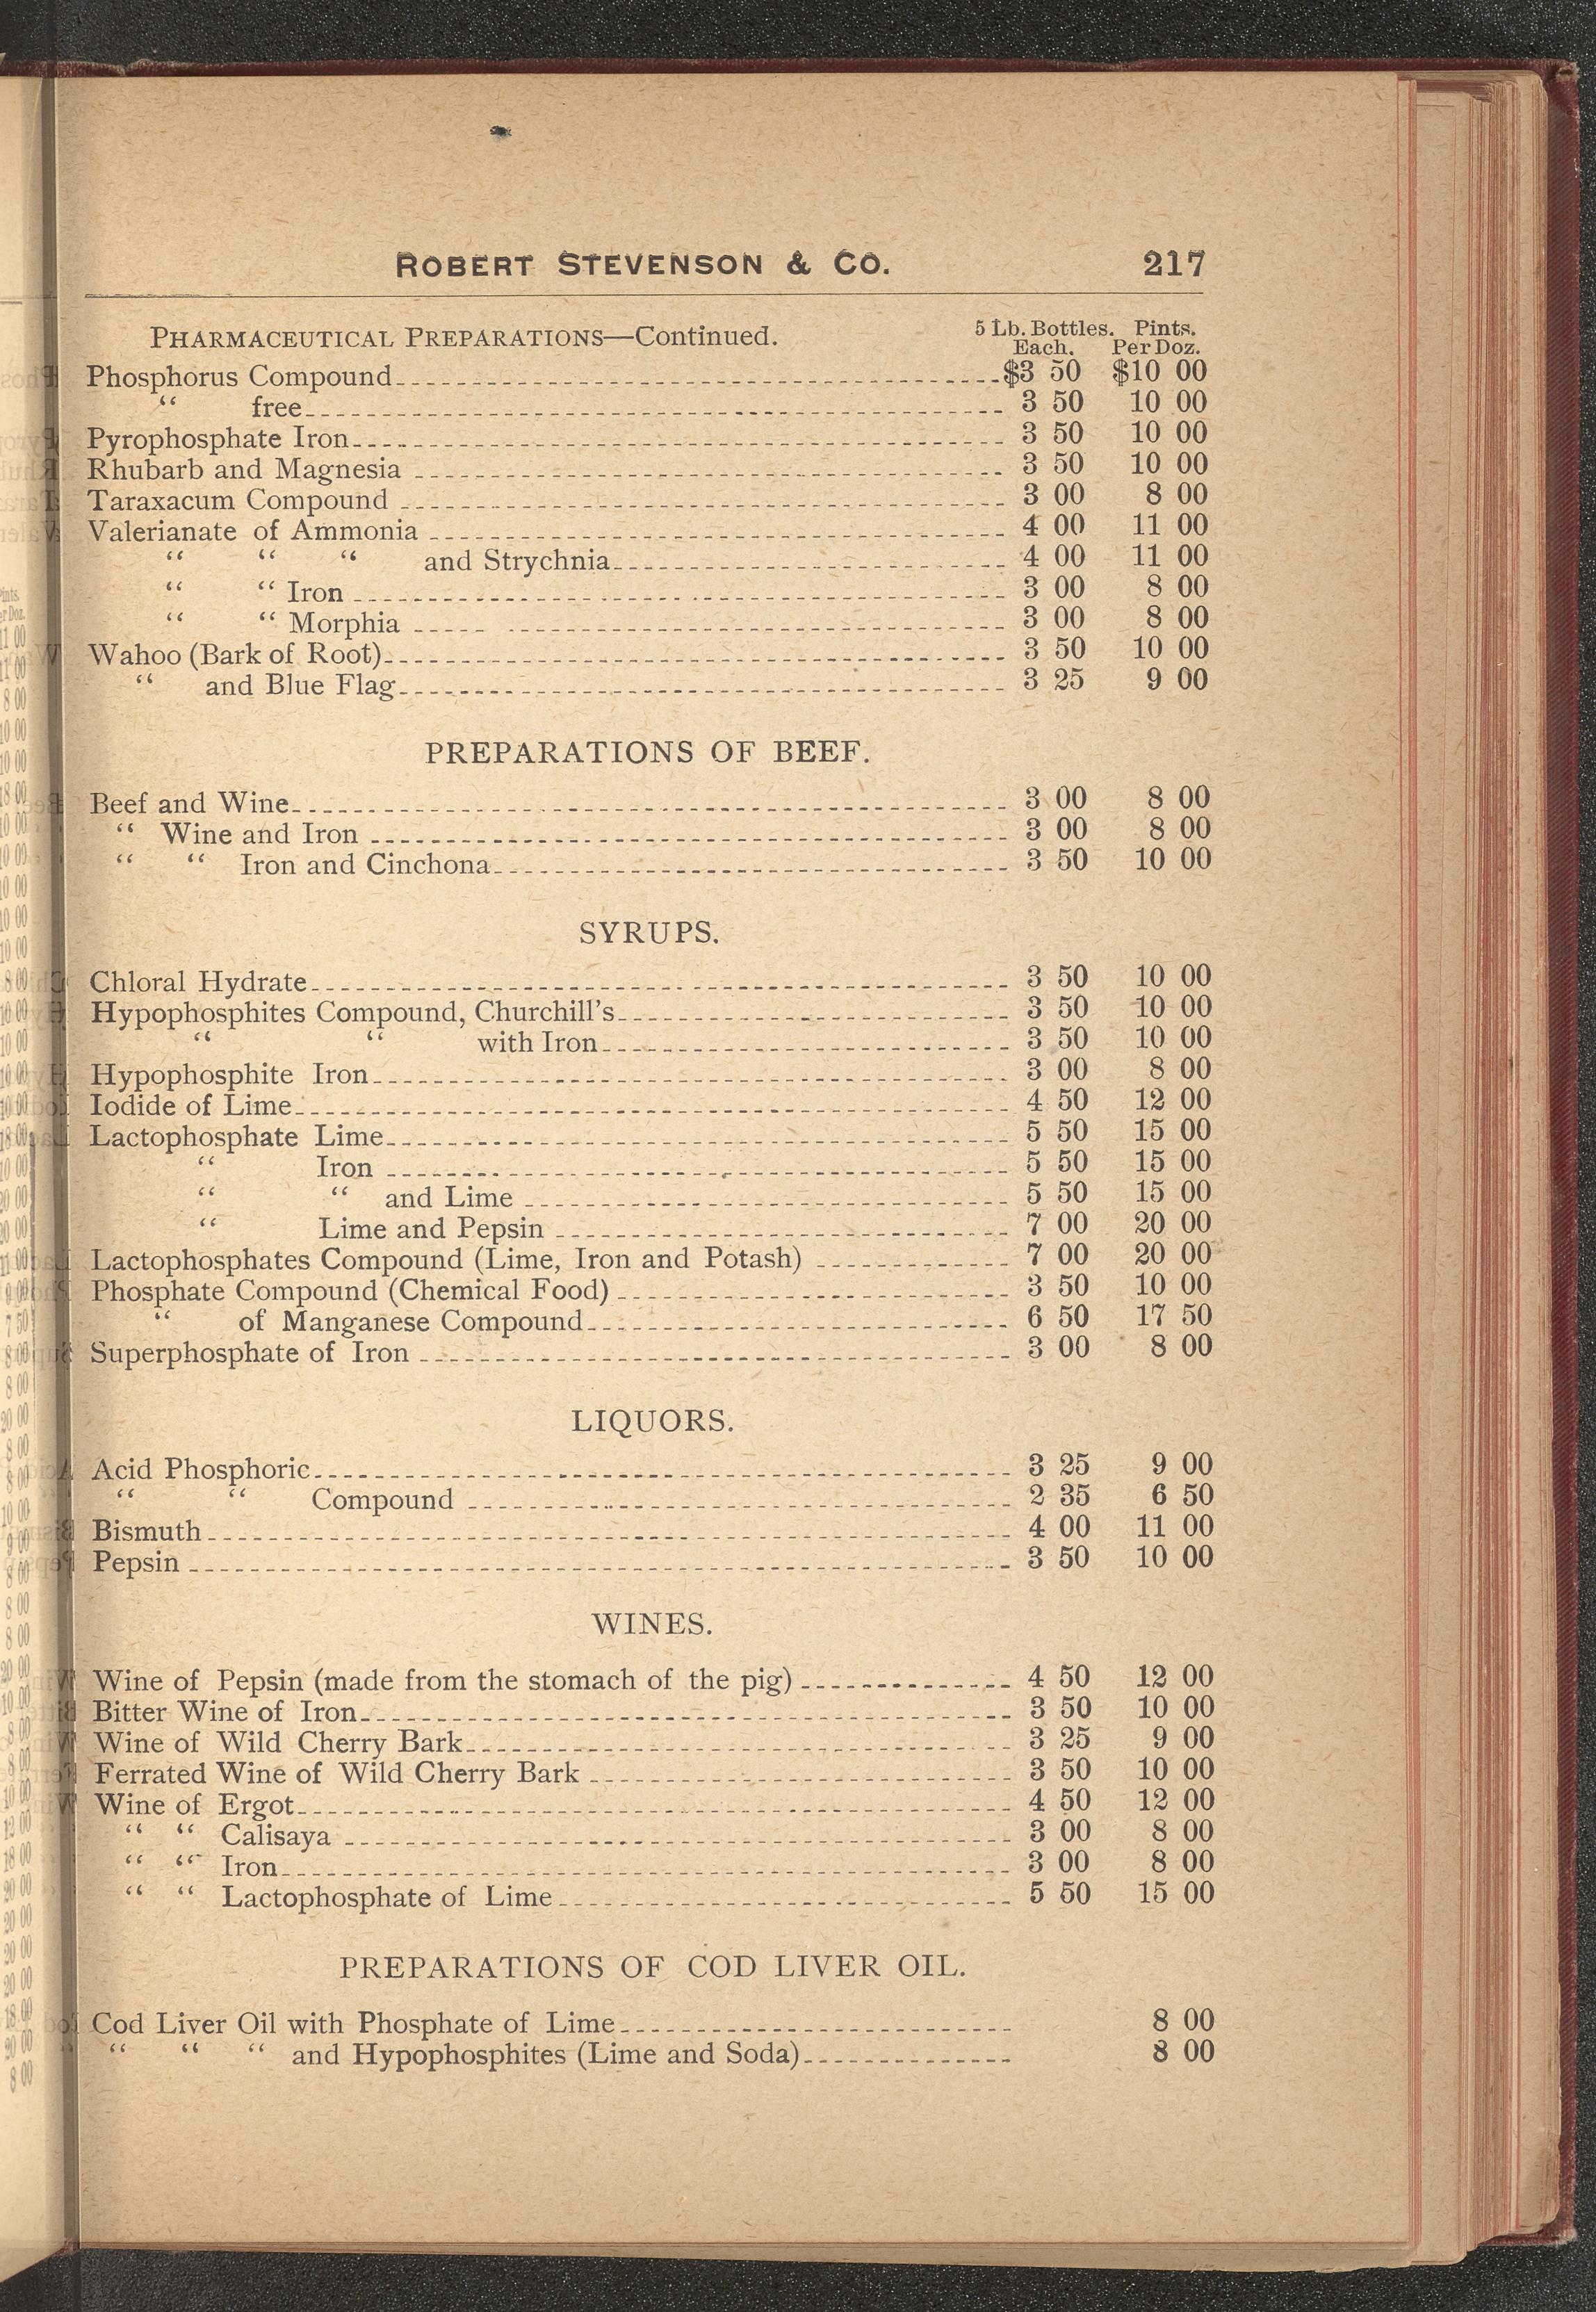 ROBERT STEVENSON & CO. 217
PHARMACEUTICAL PREPARATIONS—Continued. 5 Lb. Bottles. Pints.
Each. Per Doz.
Phosphorus Compound $3 50 $10 00
“ free 3 50 10 00
Pyrophosphate Iron 3 50 10 00
Rhubarb and Magnesia 3 50 10 00
Taraxacum Compound 3 00 8 00
Valerianate of Ammonia 4 00 11 00
“ “ “ and Strychnia 4 00 11 00
“ “ Iron 3 00 8 00
“ “ Morphia 3 00 8 00
Wahoo (Bark of Root) 3 50 10 00
“ and Blue Flag 3 25 9 00
PREPARATIONS OF BEEF.
Beef and Wine 3 00 8 00
“ Wine and Iron 3 00 8 00
“ “ Iron and Cinchona 3 50 10 00
SYRUPS.
Chloral Hydrate 3 50 10 00
Hypophosphites Compound, Churchill's 3 50 10 00
“ “ with Iron 3 50 10 00
Hypophosphite Iron 3 00 8 00
Iodide of Lime 4 50 12 00
Lactophosphate Lime 5 50 15 00
“ Iron 5 50 15 00
“ “ and Lime 5 50 15 00
“ Lime and Pepsin 7 00 20 00
Lactophosphates Compound (Lime, Iron and Potash) 7 00 20 00
Phosphate Compound (Chemical Food) 3 50 10 00
“ of Manganese Compound 6 50 17 50
Superphosphate of Iron 3 00 8 00
LIQUORS.
Acid Phosphoric 3 25 9 00
“ “ Compound 2 35 6 50
Bismuth 4 00 11 00
Pepsin 3 50 10 00
WINES.
Wine of Pepsin (made from the stomach of the pig) 4 50 12 00
Bitter Wine of Iron 3 50 10 00
Wine of Wild Cherry Bark 3 25 9 00
Ferrated Wine of Wild Cherry Bark 3 50 10 00
Wine of Ergot 4 50 12 00
“ “ Calisaya 3 00 8 00
“ “ Iron 3 00 8 00
“ “ Lactophosphate of Lime 5 50 15 00
PREPARATIONS OF COD LIVER OIL.
Cod Liver Oil with Phosphate of Lime 8 00
“ “ “ and Hypophosphites (Lime and Soda) 8 00